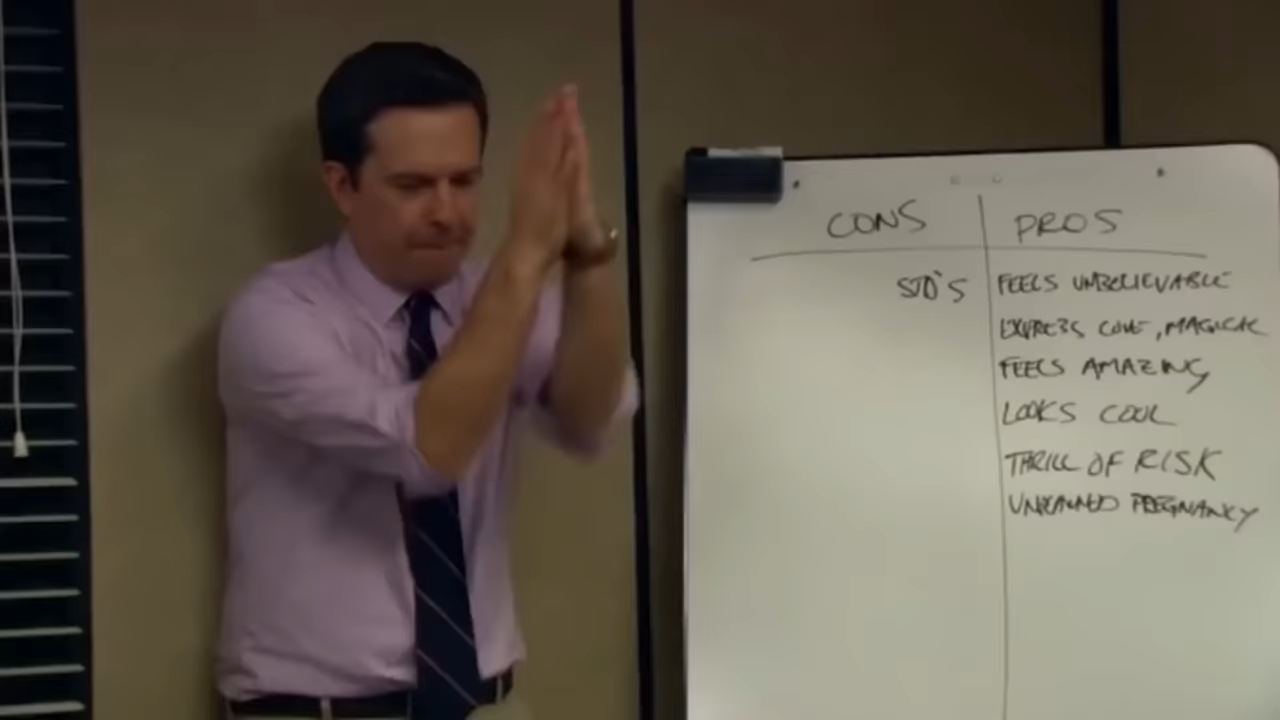 CONS PROS
STD'S FEELS UNBELIEVABLE
EXPRESS LOVE, MAGICAL
FEELS AMAZING
LOOKS COOL
THRILL OF RISK
UNPLANNED PREGNANCY